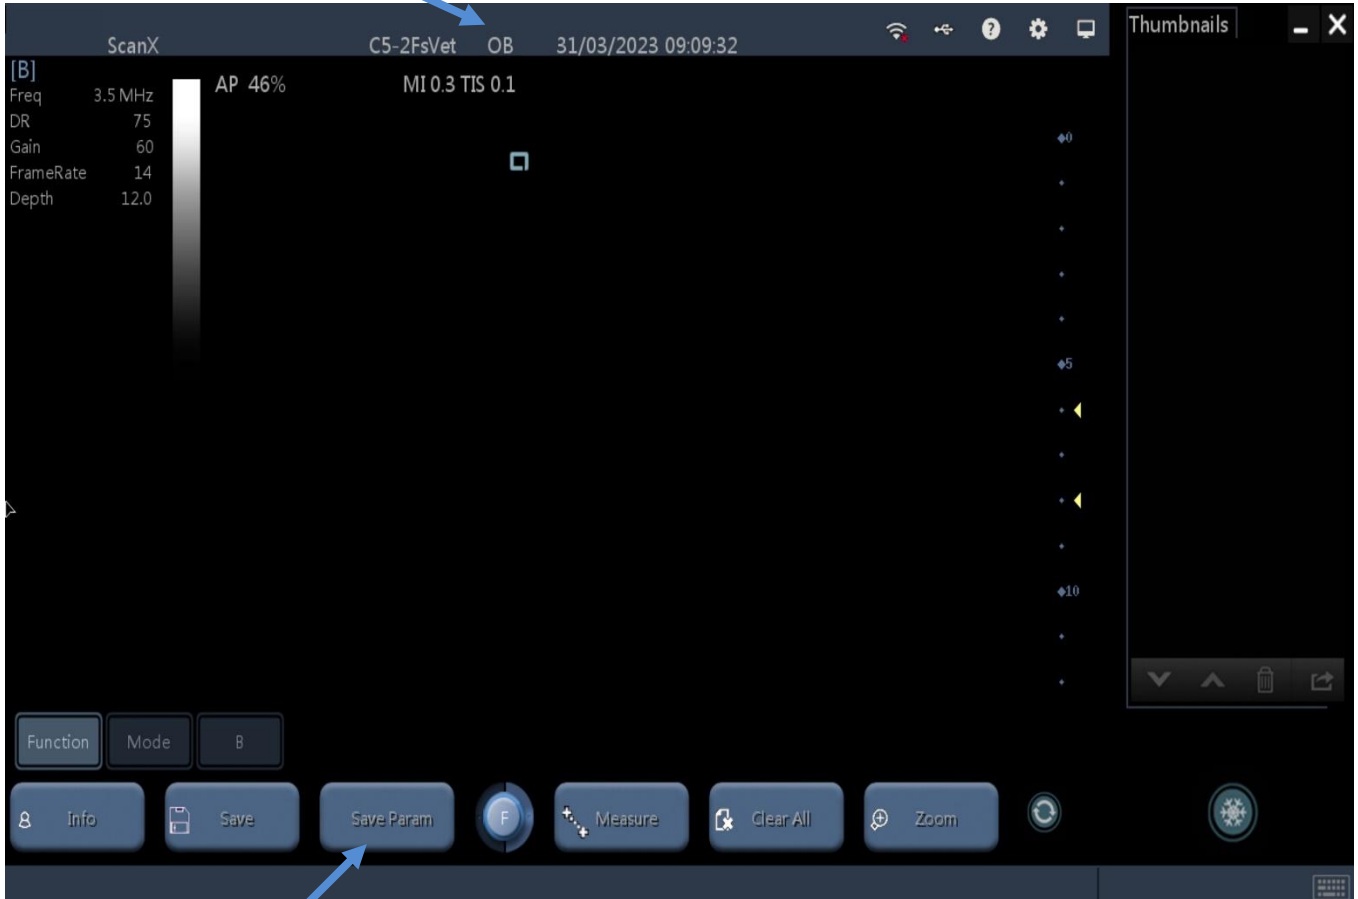 ScanX C5-2FsVet OB 31/03/2023 09:09:32 ? Thumbnails
[B]
AP 46% MI 0.3 TIS 0.1
Freq 3.5 MHz
DR 75
Gain 60
FrameRate 14
Depth 12.0
0
5
10
Function Mode B
Info Save Save Param F Measure Clear All Zoom